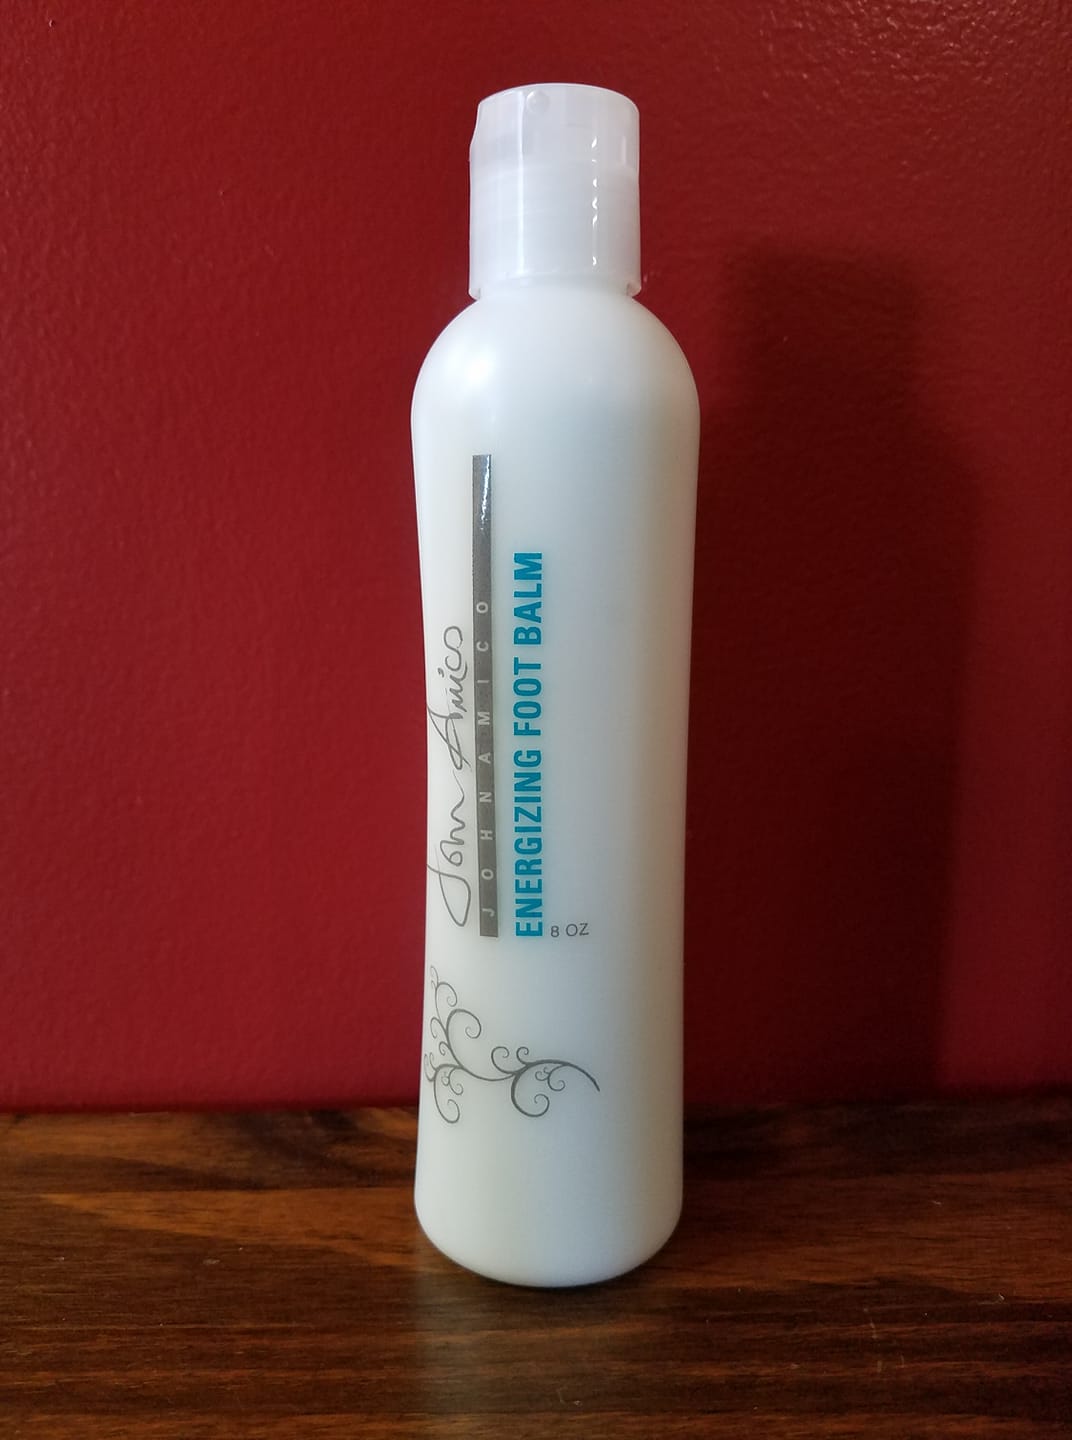 John Amico
JOHN AMICO
ENERGIZING FOOT BALM
8 OZ